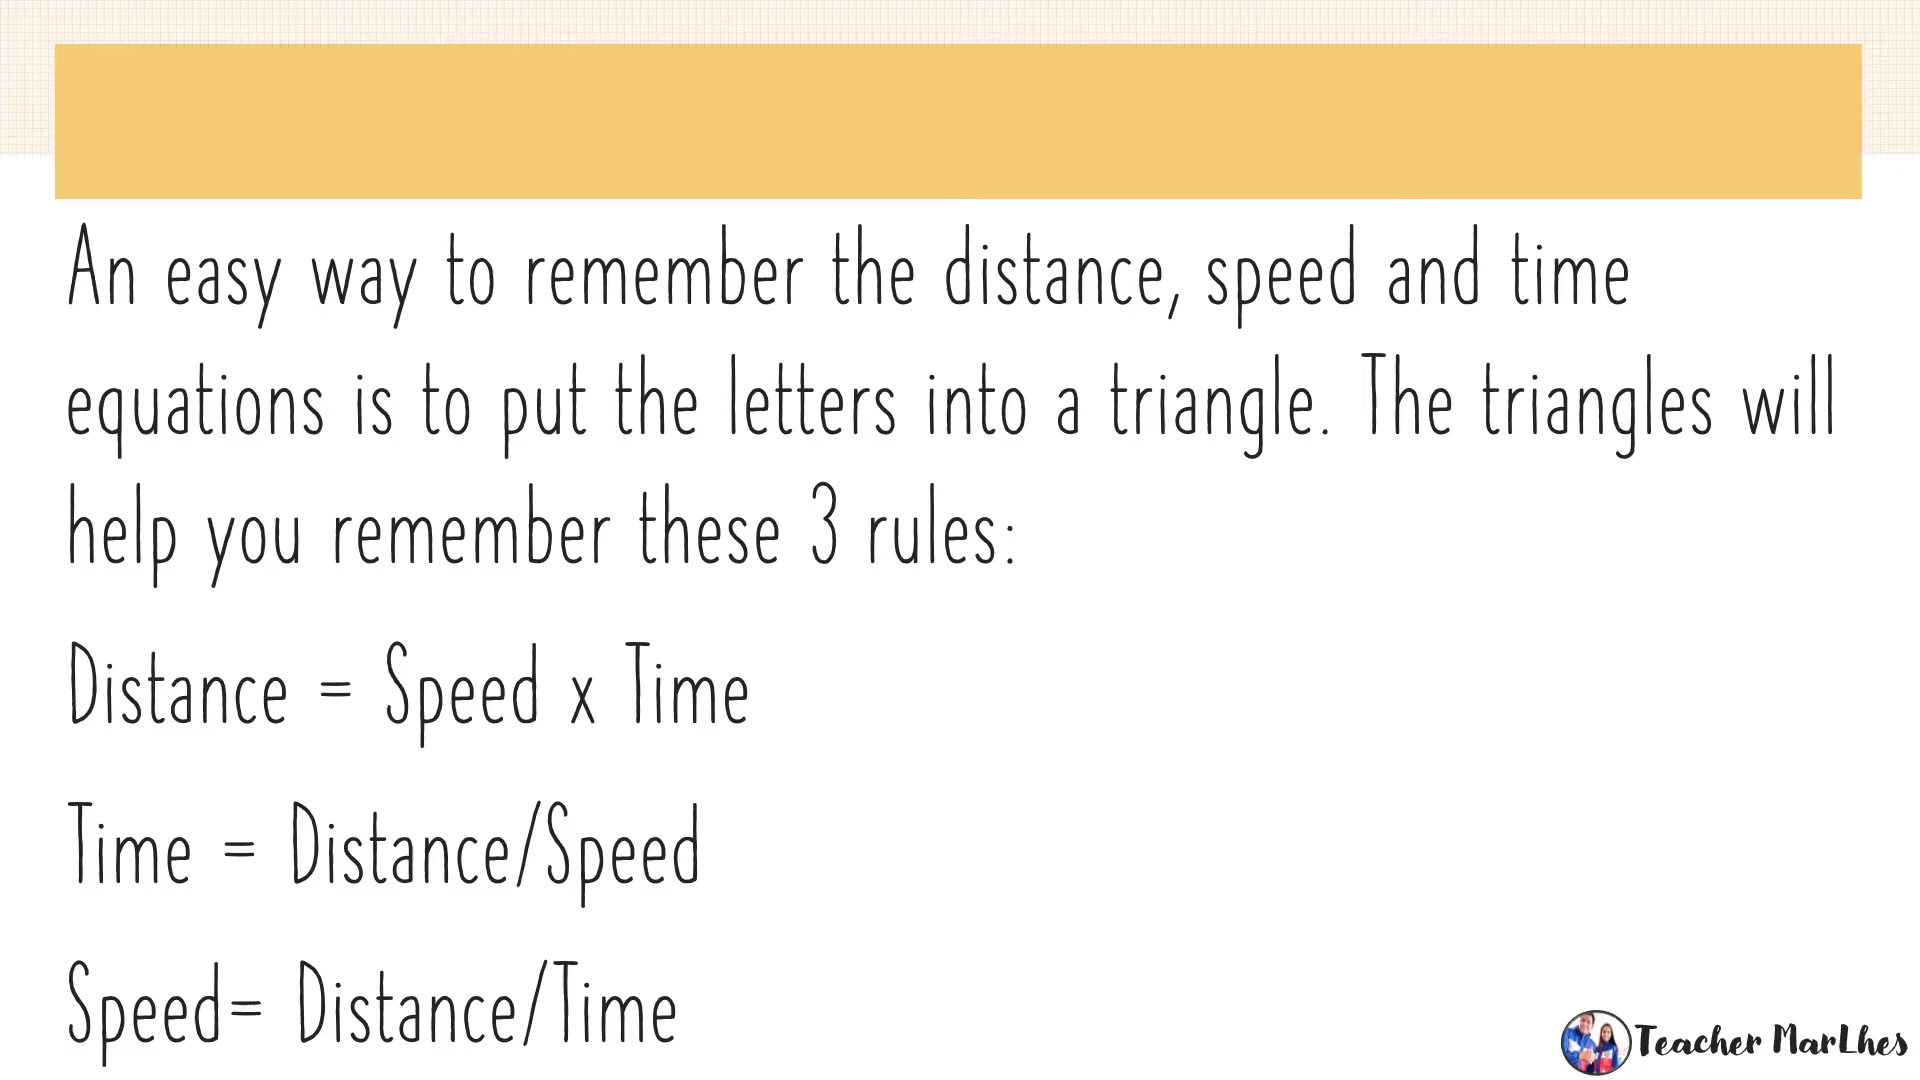 An easy way to remember the distance, speed and time
equations is to put the letters into a triangle. The triangles will
help you remember these 3 rules:
Distance = Speed x Time
Time = Distance/Speed
Speed= Distance/Time
Teacher MarLhes